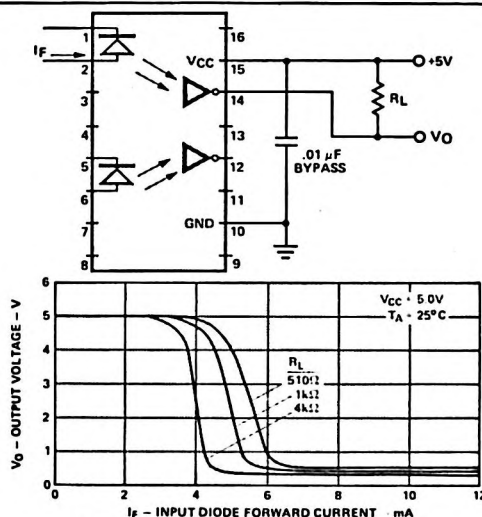 1
IF
2
3
4
5
6
7
8
16
VCC 15
14
13
12
11
GND 10
9
+5V
RL
VO
.01 µF
BYPASS
VCC = 5.0V
TA = 25°C
RL
510Ω
1kΩ
4kΩ
6
5
4
3
2
1
0
0 2 4 6 8 10 12
VO – OUTPUT VOLTAGE – V
IF – INPUT DIODE FORWARD CURRENT mA